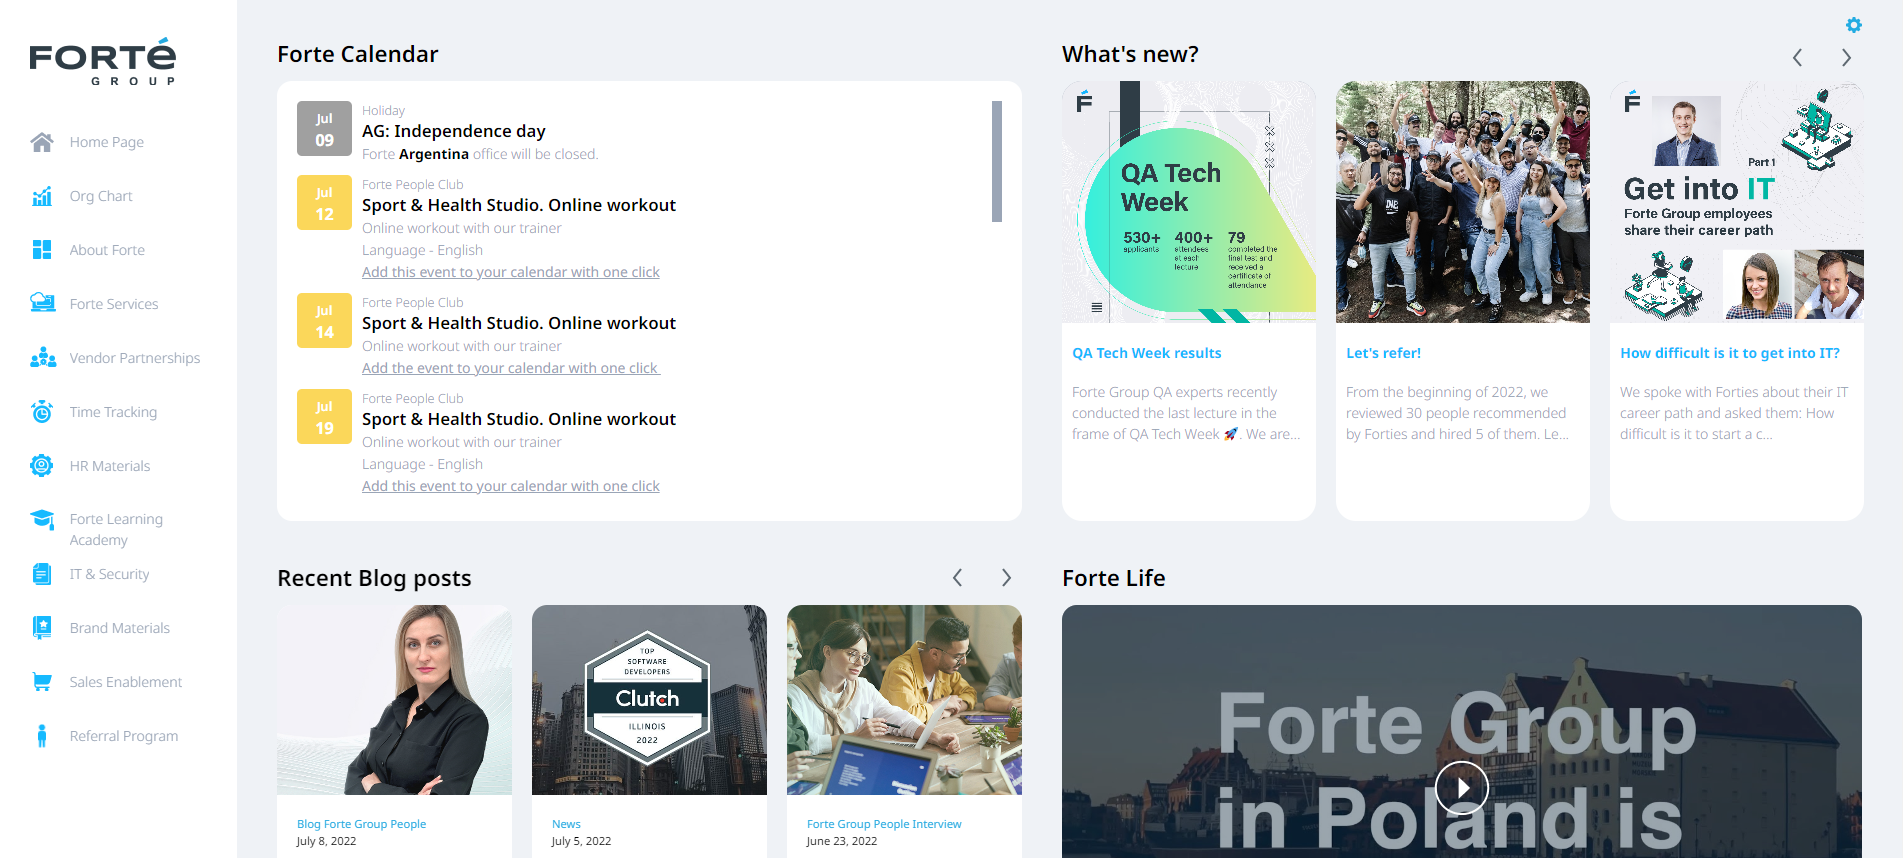 FORTÉ
GROUP
Home Page
Org Chart
About Forte
Forte Services
Vendor Partnerships
Time Tracking
HR Materials
Forte Learning
Academy
IT & Security
Brand Materials
Sales Enablement
Referral Program
Forte Calendar
Jul
09
Holiday
AG: Independence day
Forte Argentina office will be closed.
Jul
12
Forte People Club
Sport & Health Studio. Online workout
Online workout with our trainer
Language - English
Add this event to your calendar with one click
Jul
14
Forte People Club
Sport & Health Studio. Online workout
Online workout with our trainer
Add the event to your calendar with one click
Jul
19
Forte People Club
Sport & Health Studio. Online workout
Online workout with our trainer
Language - English
Add this event to your calendar with one click
What's new?
QA Tech
Week
530+
applicants
400+
attendees
at each
lecture
79
completed the
final test and
received a
certificate of
attendance
QA Tech Week results
Forte Group QA experts recently
conducted the last lecture in the
frame of QA Tech Week 🚀. We are...
Let's refer!
From the beginning of 2022, we
reviewed 30 people recommended
by Forties and hired 5 of them. Le...
Part 1
Get into IT
Forte Group employees
share their career path
How difficult is it to get into IT?
We spoke with Forties about their IT
career path and asked them: How
difficult is it to start a c...
Recent Blog posts
Blog Forte Group People
July 8, 2022
TOP
SOFTWARE
DEVELOPERS
Clutch
ILLINOIS
2022
News
July 5, 2022
Forte Group People Interview
June 23, 2022
Forte Life
Forte Group
in Poland is